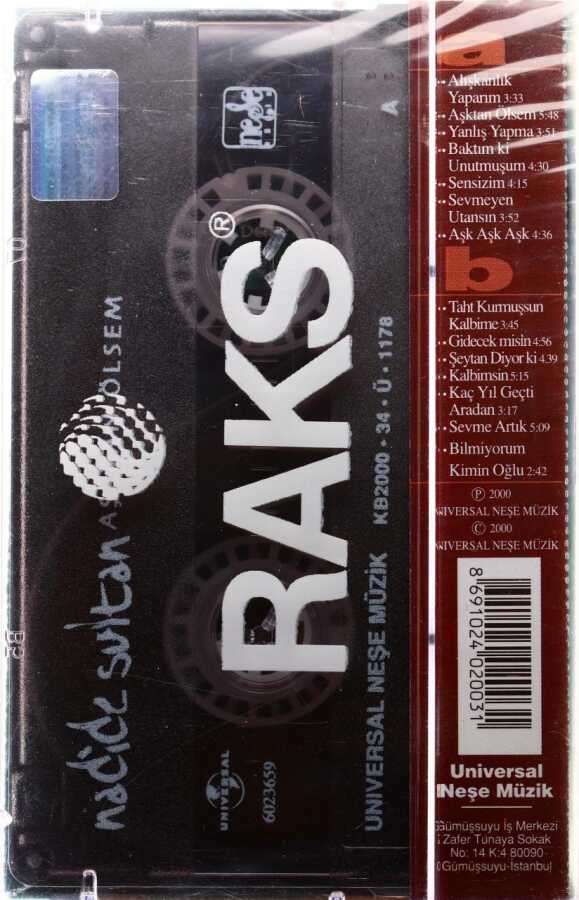 nadide sultan AŞKTAN ÖLSEM
neşe
RAKS®
A
UNIVERSAL
6023659
UNIVERSAL NEŞE MÜZİK KB2000 • 34 • Ü • 1178
a
Alışkanlık
Yaparım 3:33
Aşktan Ölsem 5:48
Yanlış Yapma 3:51
Baktım ki
Unutmuşum 4:30
Sensizim 4:15
Sevmeyen
Utansın 3:52
Aşk Aşk Aşk 4:36
b
Taht Kurmuşsun
Kalbime 3:45
Gidecek misin 4:56
Şeytan Diyor ki 4.39
Kalbimsin 5:15
Kaç Yıl Geçti
Aradan 3:17
Sevme Artık 5:09
Bilmiyorum
Kimin Oğlu 2:42
℗ 2000
UNIVERSAL NEŞE MÜZİK
© 2000
UNIVERSAL NEŞE MÜZİK
8 691024 020031
Universal
Neşe Müzik
Gümüşsuyu İş Merkezi
Zafer Tunaya Sokak
No: 14 K:4 80090
Gümüşsuyu-İstanbul